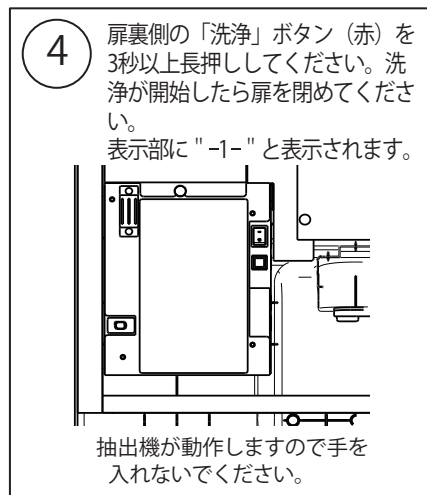 4
扉裏側の「洗浄」ボタン（赤）を
3秒以上長押ししてください。洗
浄が開始したら扉を閉めてくださ
い。
表示部に " -1- " と表示されます。
抽出機が動作しますので手を
入れないでください。